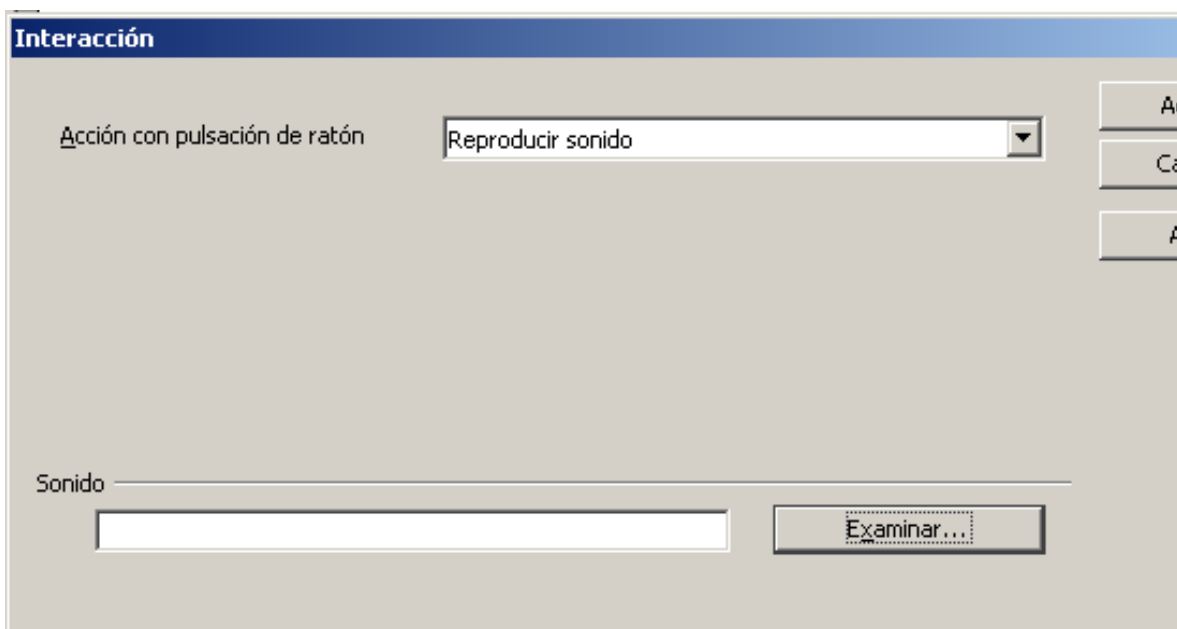 Interacción
Acción con pulsación de ratón
Reproducir sonido
Sonido
Examinar...